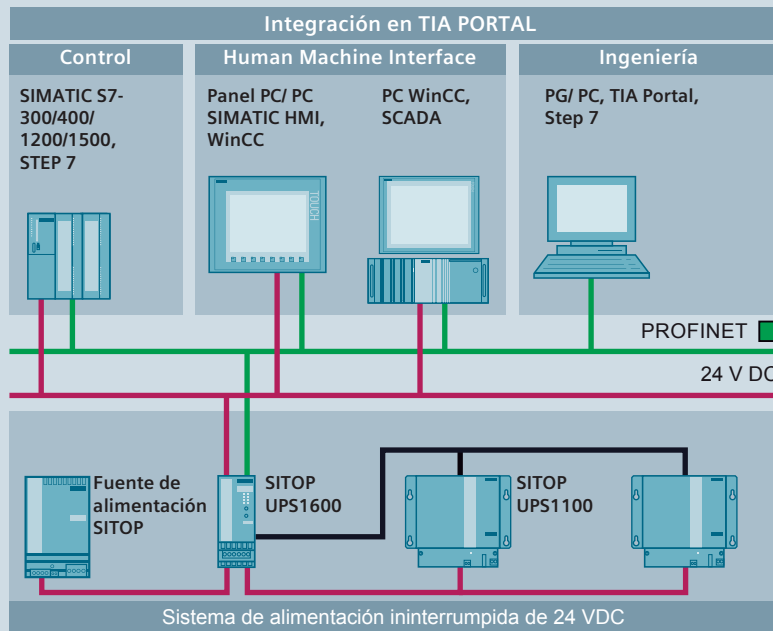 Integración en TIA PORTAL
Control
Human Machine Interface
Ingeniería
SIMATIC S7-
300/400/
1200/1500,
STEP 7
Panel PC/ PC
SIMATIC HMI,
WinCC
PC WinCC,
SCADA
PG/ PC, TIA Portal,
Step 7
TOUCH
PROFINET
24 V DC
Fuente de
alimentación
SITOP
SITOP
UPS1600
SITOP
UPS1100
Sistema de alimentación ininterrumpida de 24 VDC